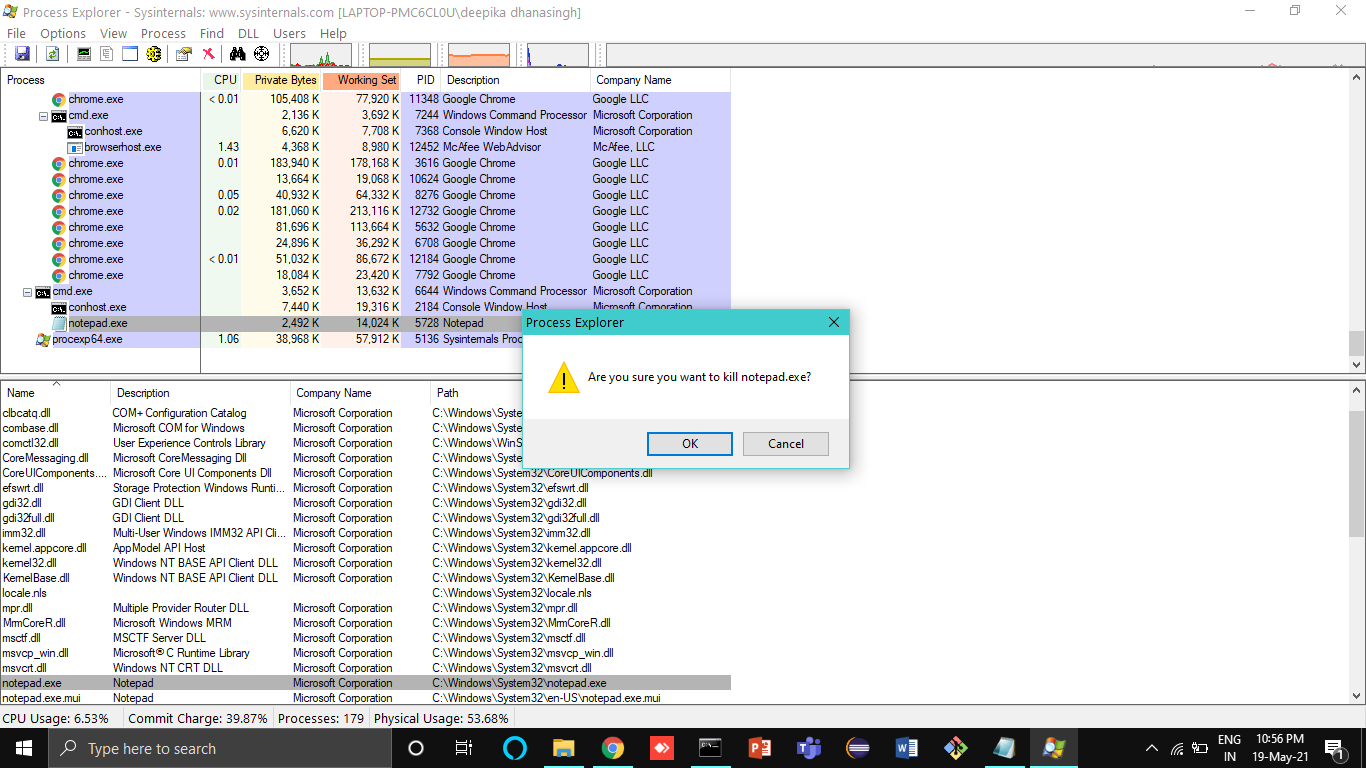 Process Explorer - Sysinternals: www.sysinternals.com [LAPTOP-PMC6CL0U\deepika dhanasingh]
File Options View Process Find DLL Users Help
Process CPU Private Bytes Working Set PID Description Company Name
chrome.exe < 0.01 105,408 K 77,920 K 11348 Google Chrome Google LLC
cmd.exe 2,136 K 3,692 K 7244 Windows Command Processor Microsoft Corporation
conhost.exe 6,620 K 7,708 K 7368 Console Window Host Microsoft Corporation
browserhost.exe 1.43 4,368 K 8,980 K 12452 McAfee WebAdvisor McAfee, LLC
chrome.exe 0.01 183,940 K 178,168 K 3616 Google Chrome Google LLC
chrome.exe 13,664 K 19,068 K 10624 Google Chrome Google LLC
chrome.exe 0.05 40,932 K 64,332 K 8276 Google Chrome Google LLC
chrome.exe 0.02 181,060 K 213,116 K 12732 Google Chrome Google LLC
chrome.exe 81,696 K 113,664 K 5632 Google Chrome Google LLC
chrome.exe 24,896 K 36,292 K 6708 Google Chrome Google LLC
chrome.exe < 0.01 51,032 K 86,672 K 12184 Google Chrome Google LLC
chrome.exe 18,084 K 23,420 K 7792 Google Chrome Google LLC
cmd.exe 3,652 K 13,632 K 6644 Windows Command Processor Microsoft Corporation
conhost.exe 7,440 K 19,316 K 2184 Console Window Host Microsoft Corporation
notepad.exe 2,492 K 14,024 K 5728 Notepad
procexp64.exe 1.06 38,968 K 57,912 K 5136 Sysinternals Proc
Process Explorer
Are you sure you want to kill notepad.exe?
OK Cancel
Name Description Company Name Path
clbcatq.dll COM+ Configuration Catalog Microsoft Corporation C:\Windows\System
combase.dll Microsoft COM for Windows Microsoft Corporation C:\Windows\System
comctl32.dll User Experience Controls Library Microsoft Corporation C:\Windows\WinS
CoreMessaging.dll Microsoft CoreMessaging Dll Microsoft Corporation C:\Windows\System
CoreUIComponents.... Microsoft Core UI Components Dll Microsoft Corporation C:\Windows\System32\CoreUIComponents.dll
efswrt.dll Storage Protection Windows Runti... Microsoft Corporation C:\Windows\System32\efswrt.dll
gdi32.dll GDI Client DLL Microsoft Corporation C:\Windows\System32\gdi32.dll
gdi32full.dll GDI Client DLL Microsoft Corporation C:\Windows\System32\gdi32full.dll
imm32.dll Multi-User Windows IMM32 API Cli... Microsoft Corporation C:\Windows\System32\imm32.dll
kernel.appcore.dll AppModel API Host Microsoft Corporation C:\Windows\System32\kernel.appcore.dll
kernel32.dll Windows NT BASE API Client DLL Microsoft Corporation C:\Windows\System32\kernel32.dll
KernelBase.dll Windows NT BASE API Client DLL Microsoft Corporation C:\Windows\System32\KernelBase.dll
locale.nls C:\Windows\System32\locale.nls
mpr.dll Multiple Provider Router DLL Microsoft Corporation C:\Windows\System32\mpr.dll
MrmCoreR.dll Microsoft Windows MRM Microsoft Corporation C:\Windows\System32\MrmCoreR.dll
msctf.dll MSCTF Server DLL Microsoft Corporation C:\Windows\System32\msctf.dll
msvcp_win.dll Microsoft® C Runtime Library Microsoft Corporation C:\Windows\System32\msvcp_win.dll
msvcrt.dll Windows NT CRT DLL Microsoft Corporation C:\Windows\System32\msvcrt.dll
notepad.exe Notepad Microsoft Corporation C:\Windows\System32\notepad.exe
notepad.exe.mui Notepad Microsoft Corporation C:\Windows\System32\en-US\notepad.exe.mui
CPU Usage: 6.53% Commit Charge: 39.87% Processes: 179 Physical Usage: 53.68%
Type here to search
ENG 10:56 PM
IN 19-May-21
1